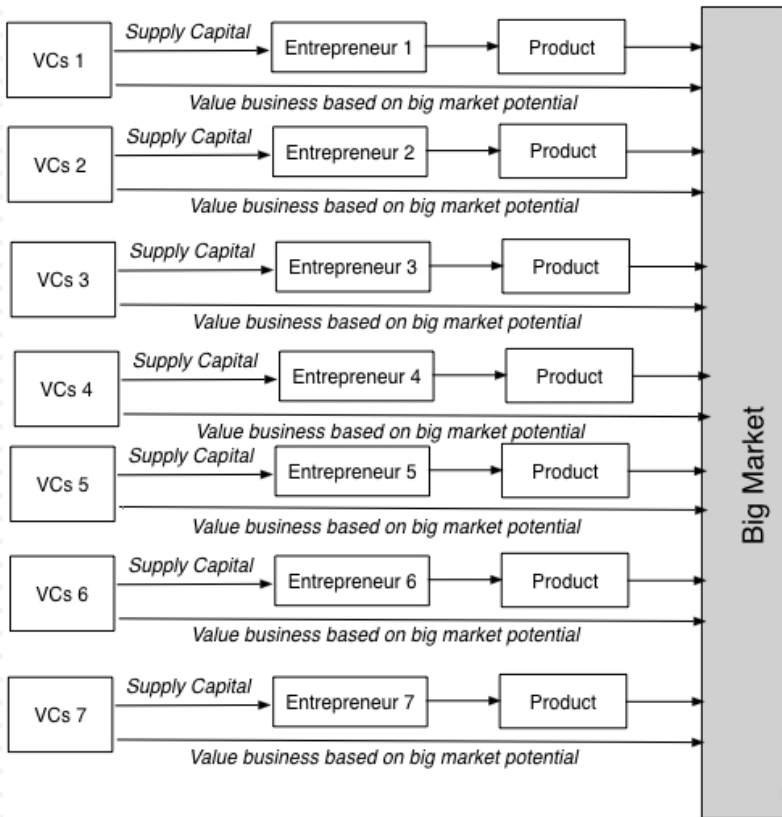 Supply Capital
VCs 1
Entrepreneur 1
Product
Value business based on big market potential
Supply Capital
VCs 2
Entrepreneur 2
Product
Value business based on big market potential
Supply Capital
VCs 3
Entrepreneur 3
Product
Value business based on big market potential
Supply Capital
VCs 4
Entrepreneur 4
Product
Value business based on big market potential
Supply Capital
VCs 5
Entrepreneur 5
Product
Value business based on big market potential
Supply Capital
VCs 6
Entrepreneur 6
Product
Value business based on big market potential
Supply Capital
VCs 7
Entrepreneur 7
Product
Value business based on big market potential
Big Market